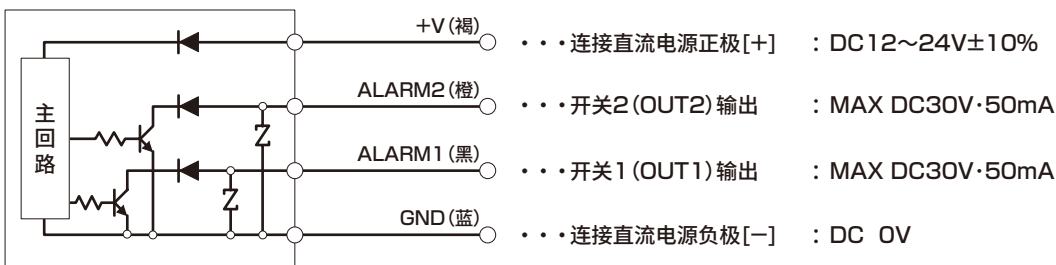 +V(褐) ・・・连接直流电源正极[+] : DC12～24V±10%
ALARM2(橙) ・・・开关2(OUT2)输出 : MAX DC30V·50mA
主回路
ALARM1(黑) ・・・开关1(OUT1)输出 : MAX DC30V·50mA
GND(蓝) ・・・连接直流电源负极[−] : DC 0V